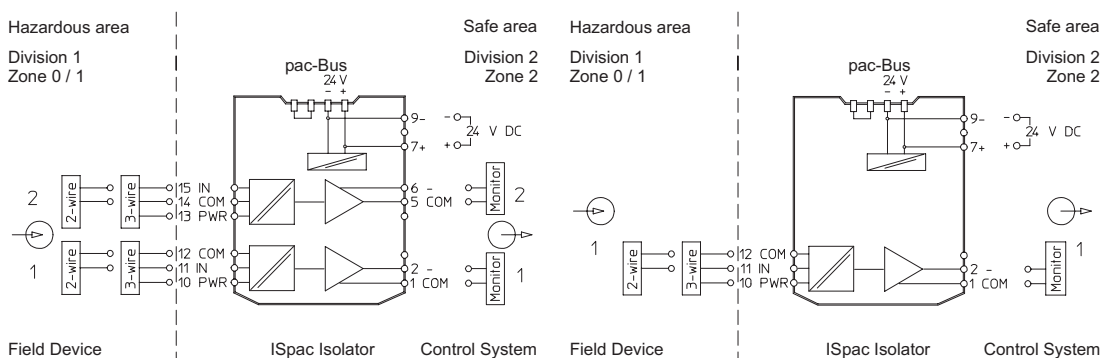 Hazardous area
Safe area
Division 1
Zone 0 / 1
Division 2
Zone 2
pac-Bus
24 V
- +
9-
7+
-
+
24 V DC
2
1
2-wire
3-wire
15 IN
14 COM
13 PWR
2-wire
3-wire
12 COM
11 IN
10 PWR
6 -
5 COM
2 -
1 COM
Monitor
2
Monitor
1
Field Device
ISpac Isolator
Control System
Hazardous area
Safe area
Division 1
Zone 0 / 1
Division 2
Zone 2
pac-Bus
24 V
- +
9-
7+
-
+
24 V DC
1
2-wire
3-wire
12 COM
11 IN
10 PWR
2 -
1 COM
1
Monitor
Field Device
ISpac Isolator
Control System